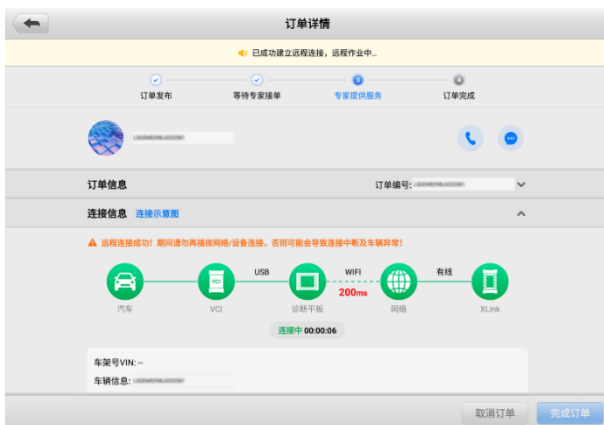 订单详情
已成功建立远程连接，远程作业中...
3
4
订单发布
等待专家接单
专家提供服务
订单完成
订单信息
订单编号:
连接信息 连接示意图
远程连接成功！期间请勿再插拔网络/设备连接，否则可能会导致连接中断及车辆异常！
VCI
USB
WIFI
200ms
有线
汽车
VCI
诊断平板
网络
XLink
连接中 00:00:06
车架号VIN: --
车辆信息:
取消订单
完成订单